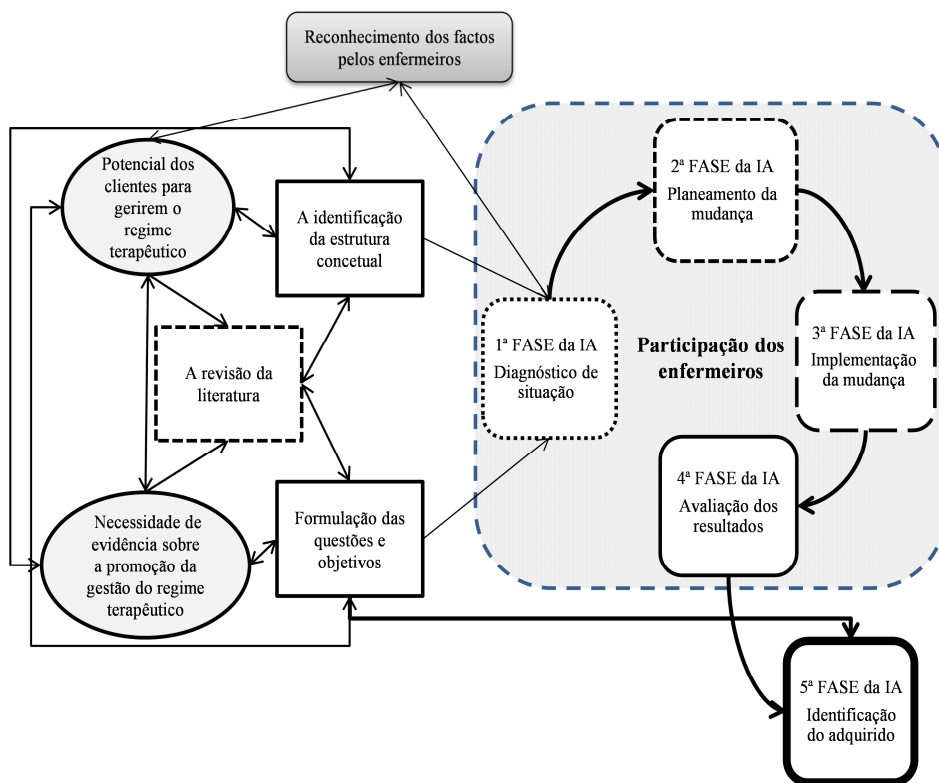 Reconhecimento dos factos
pelos enfermeiros
Potencial dos
clientes para
gerirem o
regime
terapêutico
A identificação
da estrutura
concetual
A revisão da
literatura
Necessidade de
evidência sobre
a promoção da
gestão do regime
terapêutico
Formulação das
questões e
objetivos
1ª FASE da IA
Diagnóstico de
situação
2ª FASE da IA
Planeamento da
mudança
Participação dos
enfermeiros
3ª FASE da IA
Implementação
da mudança
4ª FASE da IA
Avaliação dos
resultados
5ª FASE da IA
Identificação
do adquirido